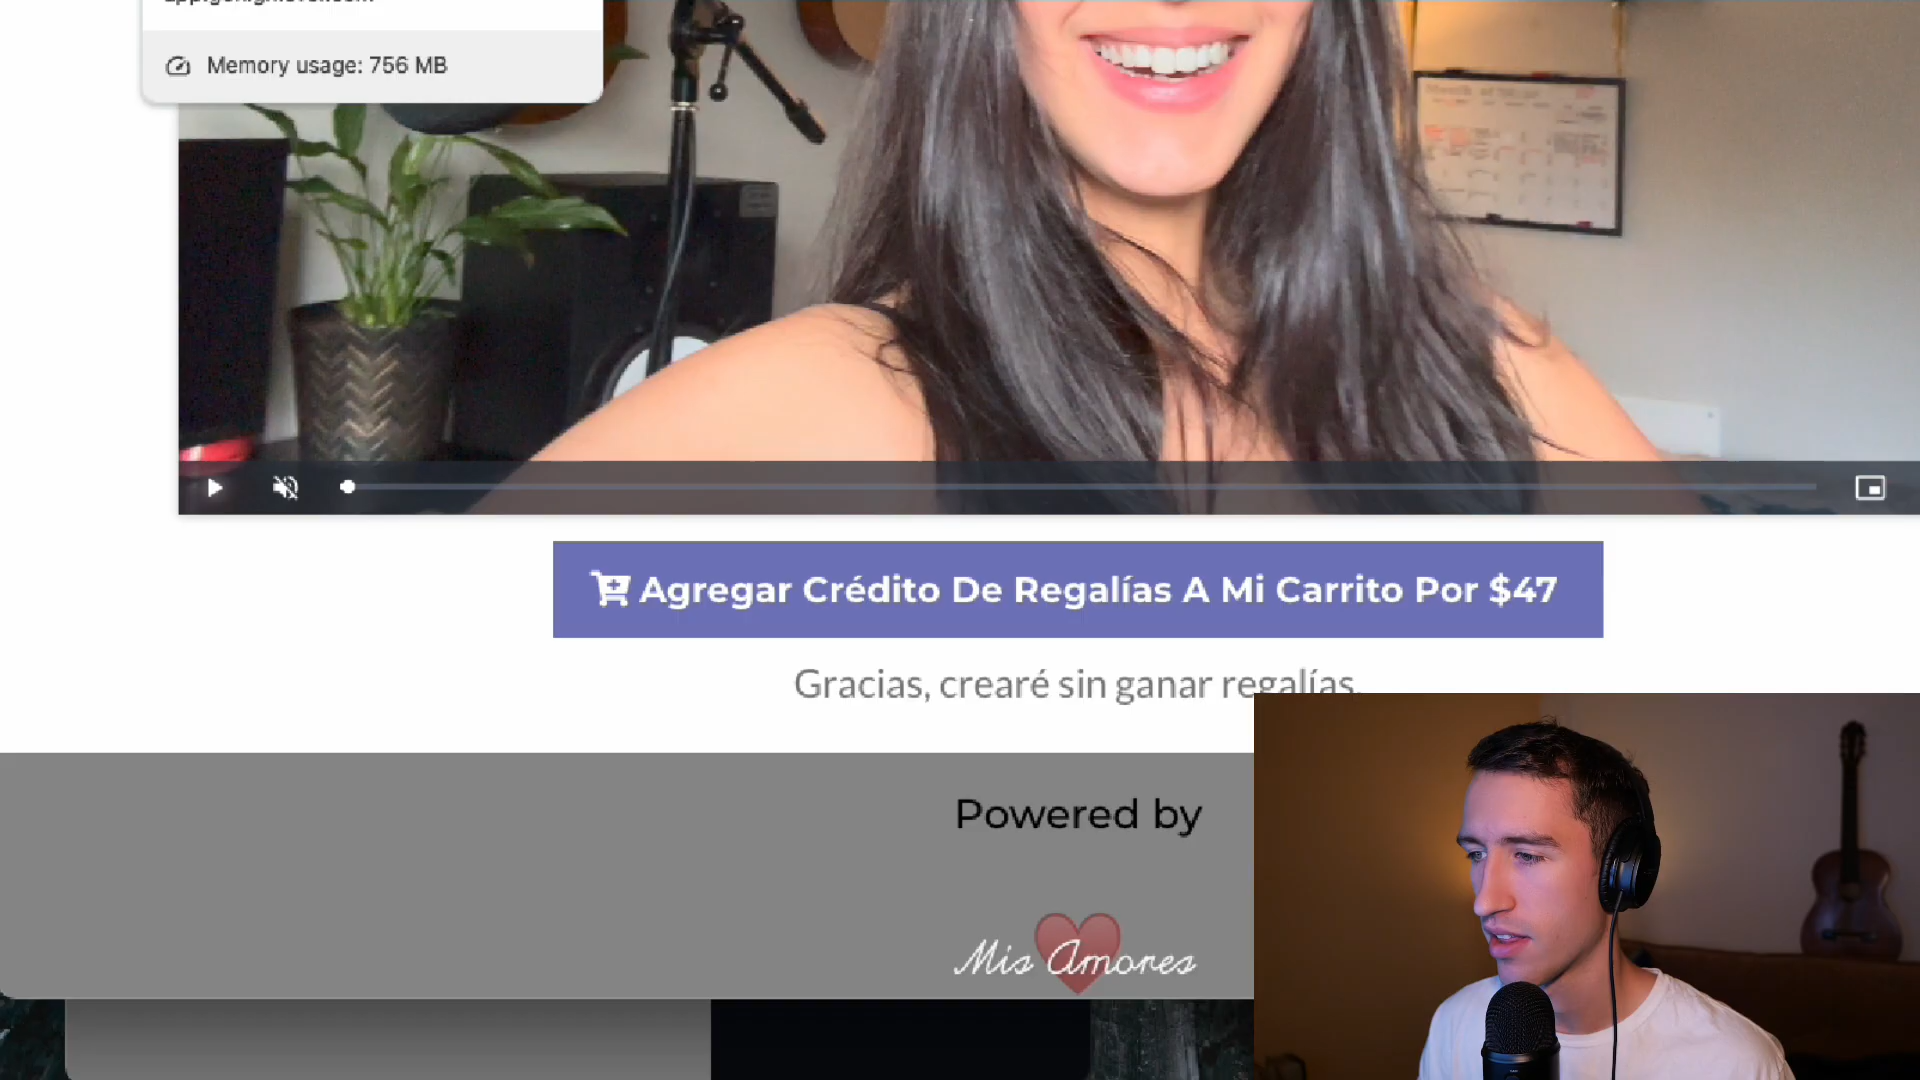 Memory usage: 756 MB
Agregar Crédito De Regalías A Mi Carrito Por $47
Gracias, crearé sin ganar regalías.
Powered by
Mis Amores